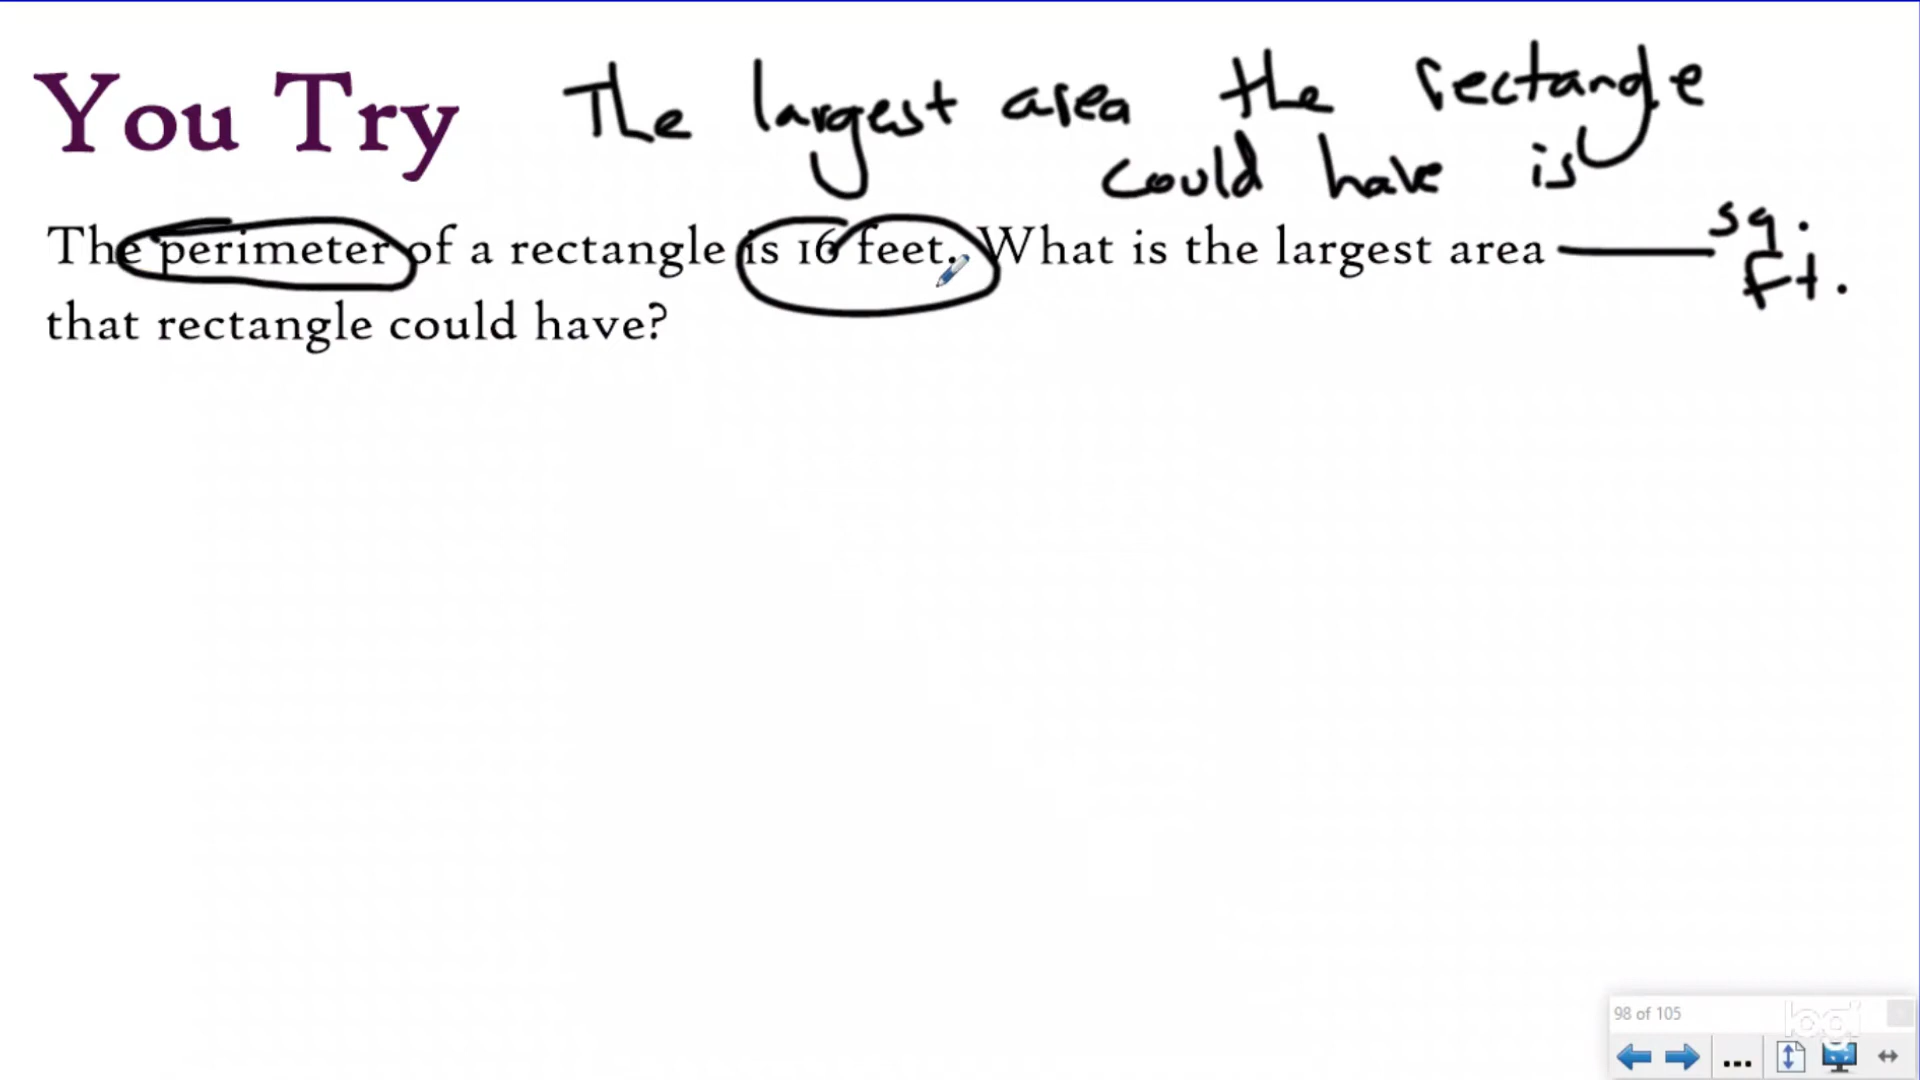 You Try
The largest area the rectangle
could have is
The perimeter of a rectangle is 16 feet. What is the largest area
sq.
ft.
that rectangle could have?
98 of 105
logi